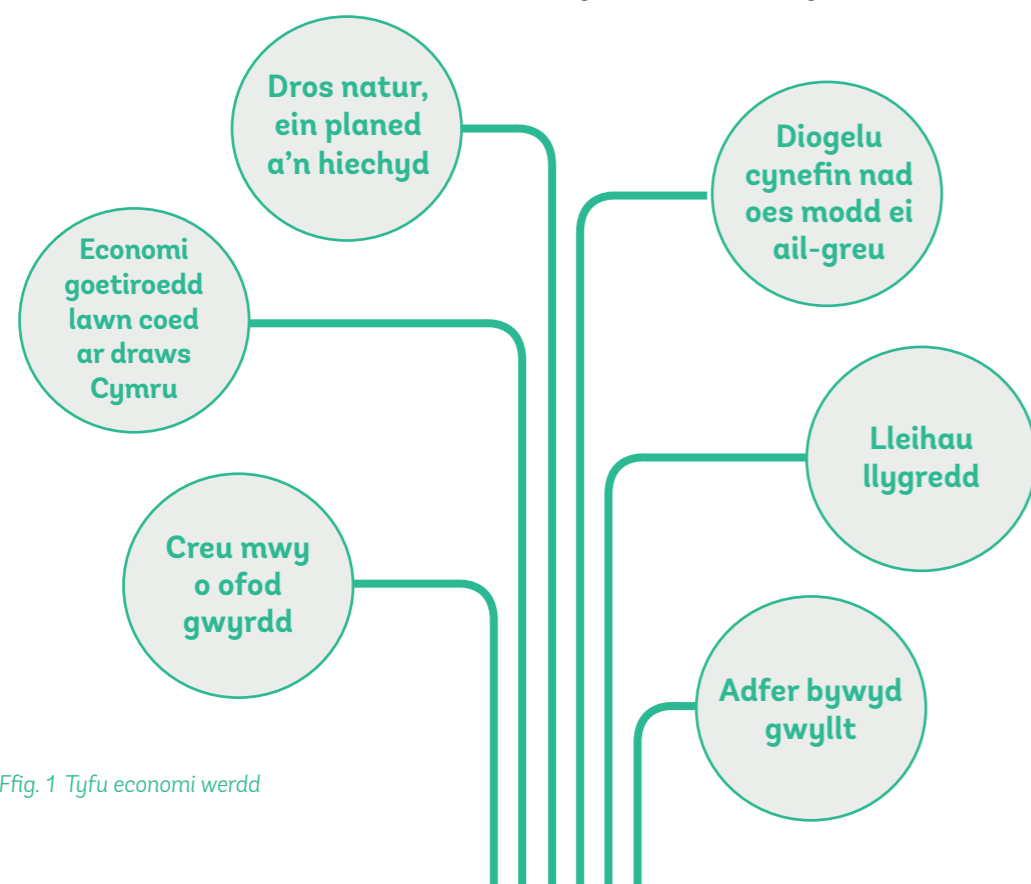 Dros natur,
ein planed
a'n hiechyd
Diogelu
cynefin nad
oes modd ei
ail-greu
Economi
goetiroedd
lawn coed
ar draws
Cymru
Lleihau
llygredd
Creu mwy
o ofod
gwyrdd
Adfer bywyd
gwyllt
Ffig. 1 Tyfu economi werdd